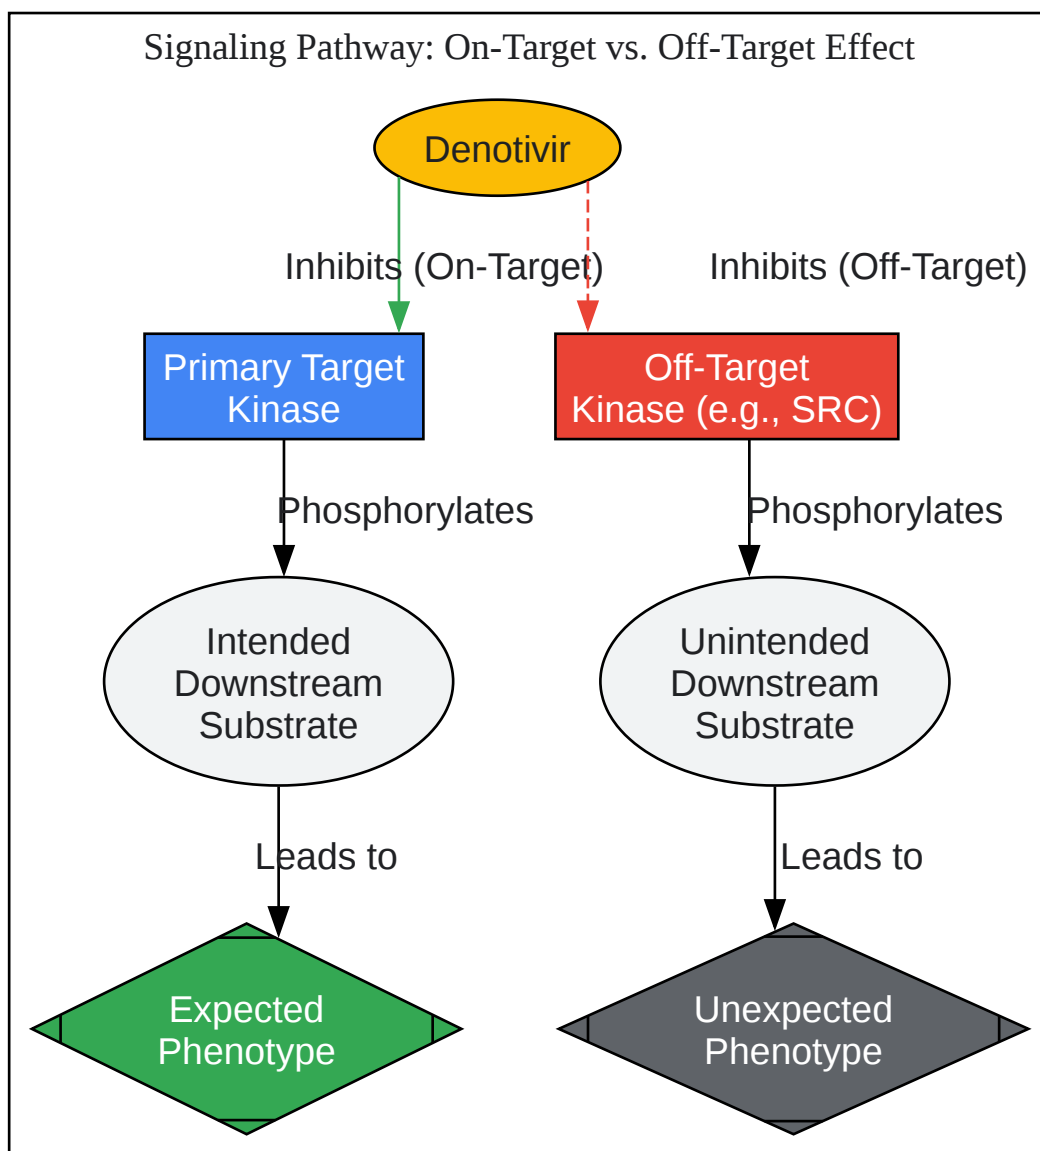 Signaling Pathway: On-Target vs. Off-Target Effect
Denotivir
Inhibits (On-Target)
Inhibits (Off-Target)
Primary Target
Kinase
Off-Target
Kinase (e.g., SRC)
Phosphorylates
Phosphorylates
Intended
Downstream
Substrate
Unintended
Downstream
Substrate
Leads to
Leads to
Expected
Phenotype
Unexpected
Phenotype